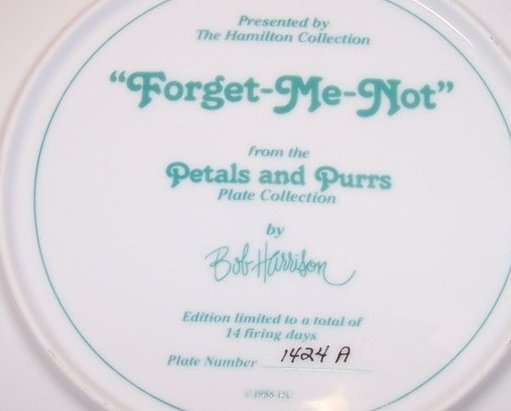 Presented by
The Hamilton Collection
"Forget-Me-Not"
from the
Petals and Purrs
Plate Collection
by
Bob Harrison
Edition limited to a total of
14 firing days
Plate Number 1424 A
© 1988